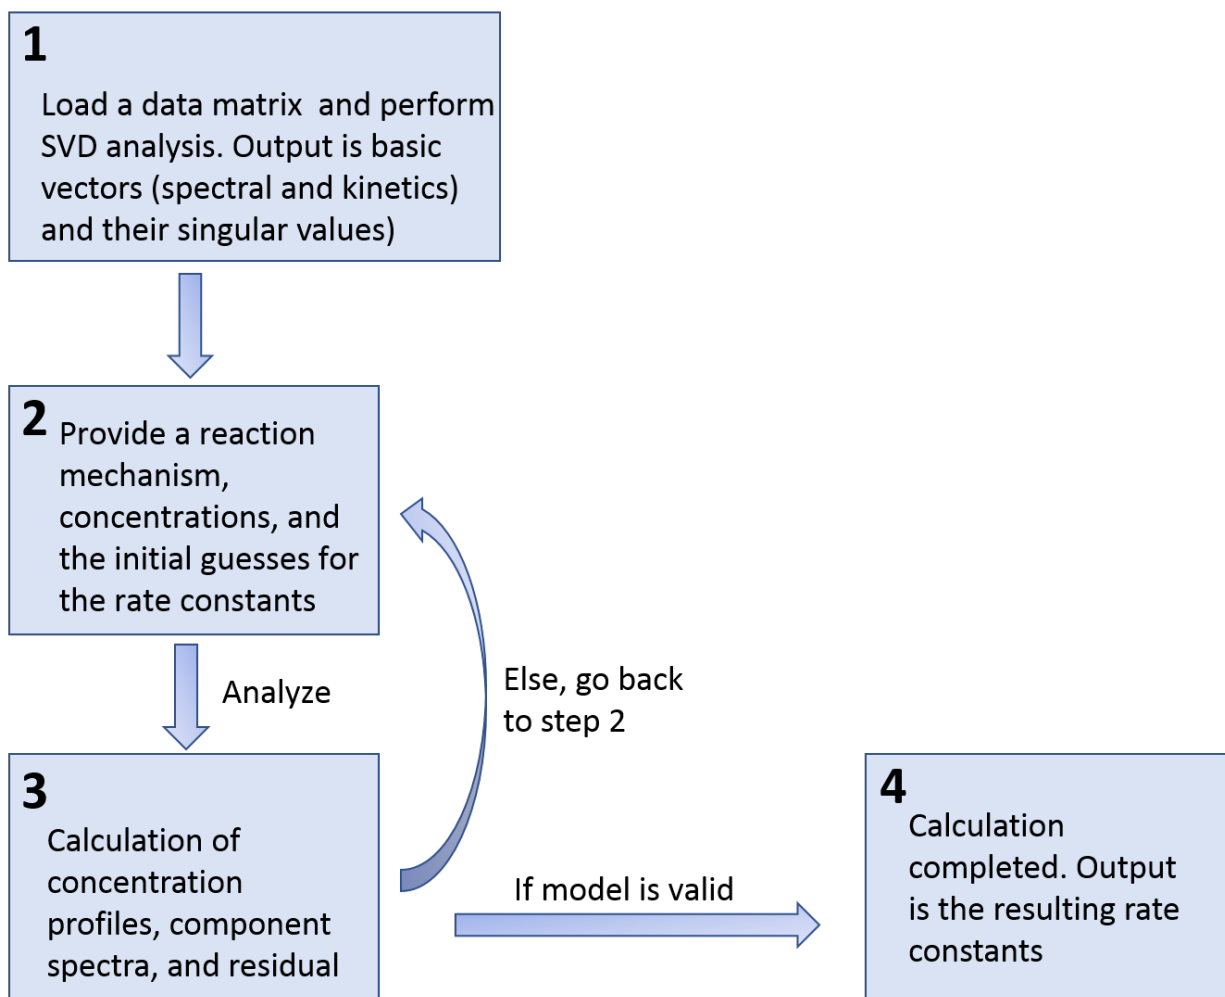 1
Load a data matrix  and perform
SVD analysis. Output is basic
vectors (spectral and kinetics)
and their singular values)
2
Provide a reaction
mechanism,
concentrations, and
the initial guesses for
the rate constants
Analyze
Else, go back
to step 2
3
Calculation of
concentration
profiles, component
spectra, and residual
If model is valid
4
Calculation
completed. Output
is the resulting rate
constants